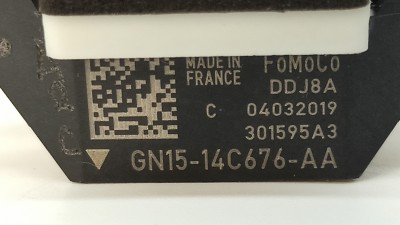 MADE IN FoMoCo
FRANCE DDJ8A
C 04032019
301595A3
GN15-14C676-AA